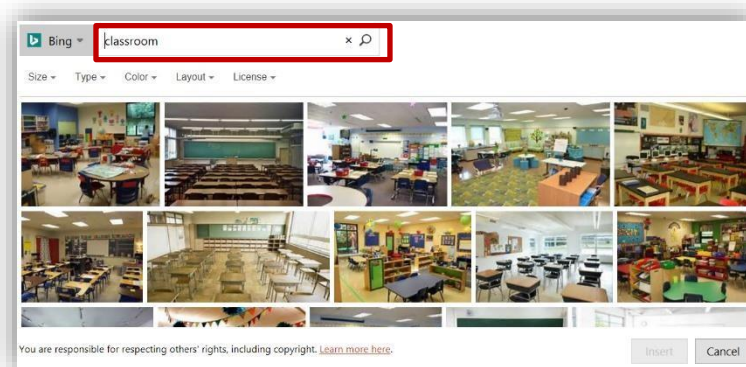 Bing classroom ×
Size Type Color Layout License
You are responsible for respecting others' rights, including copyright. Learn more here.
Insert Cancel